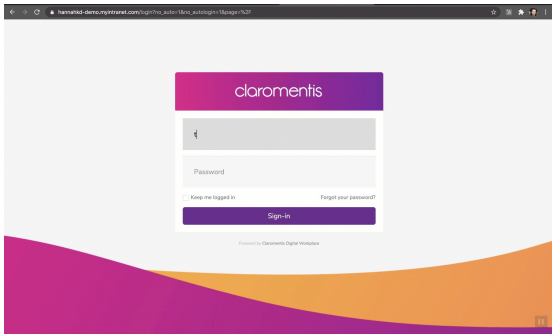 hannahkd-demo.myintranet.com/login?no_auto=1&no_autologin=1&page=%2F
claromentis
Password
Keep me logged in Forgot your password?
Sign-in
Powered by Claromentis Digital Workplace